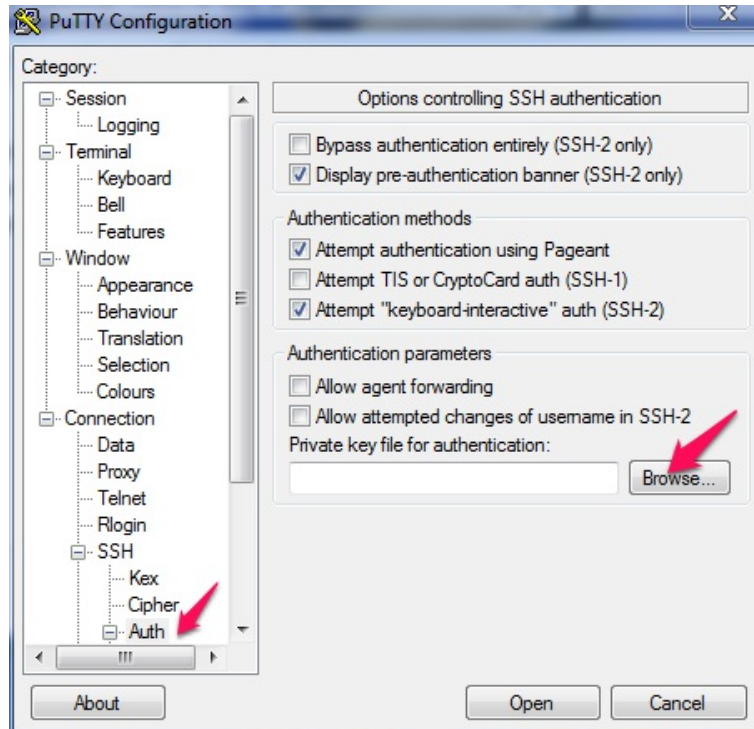 PuTTY Configuration
Category:
Session
Logging
Terminal
Keyboard
Bell
Features
Window
Appearance
Behaviour
Translation
Selection
Colours
Connection
Data
Proxy
Telnet
Rlogin
SSH
Kex
Cipher
Auth
Options controlling SSH authentication
Bypass authentication entirely (SSH-2 only)
Display pre-authentication banner (SSH-2 only)
Authentication methods
Attempt authentication using Pageant
Attempt TIS or CryptoCard auth (SSH-1)
Attempt "keyboard-interactive" auth (SSH-2)
Authentication parameters
Allow agent forwarding
Allow attempted changes of username in SSH-2
Private key file for authentication:
Browse...
About
Open
Cancel